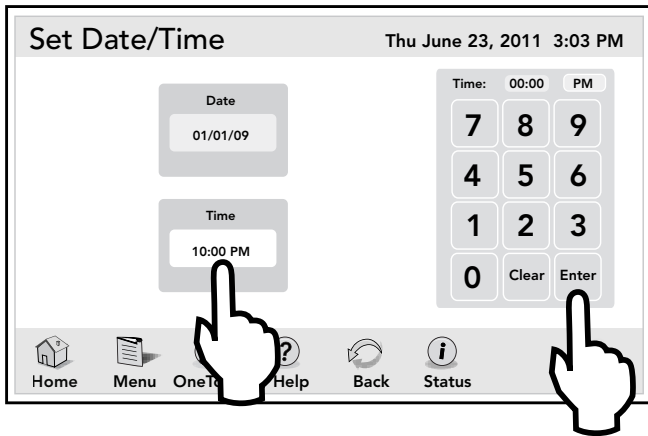 Set Date/Time
Thu June 23, 2011 3:03 PM
Date
01/01/09
Time
10:00 PM
Time: 00:00 PM
7 8 9
4 5 6
1 2 3
0 Clear Enter
?
i
Home Menu Help Back Status